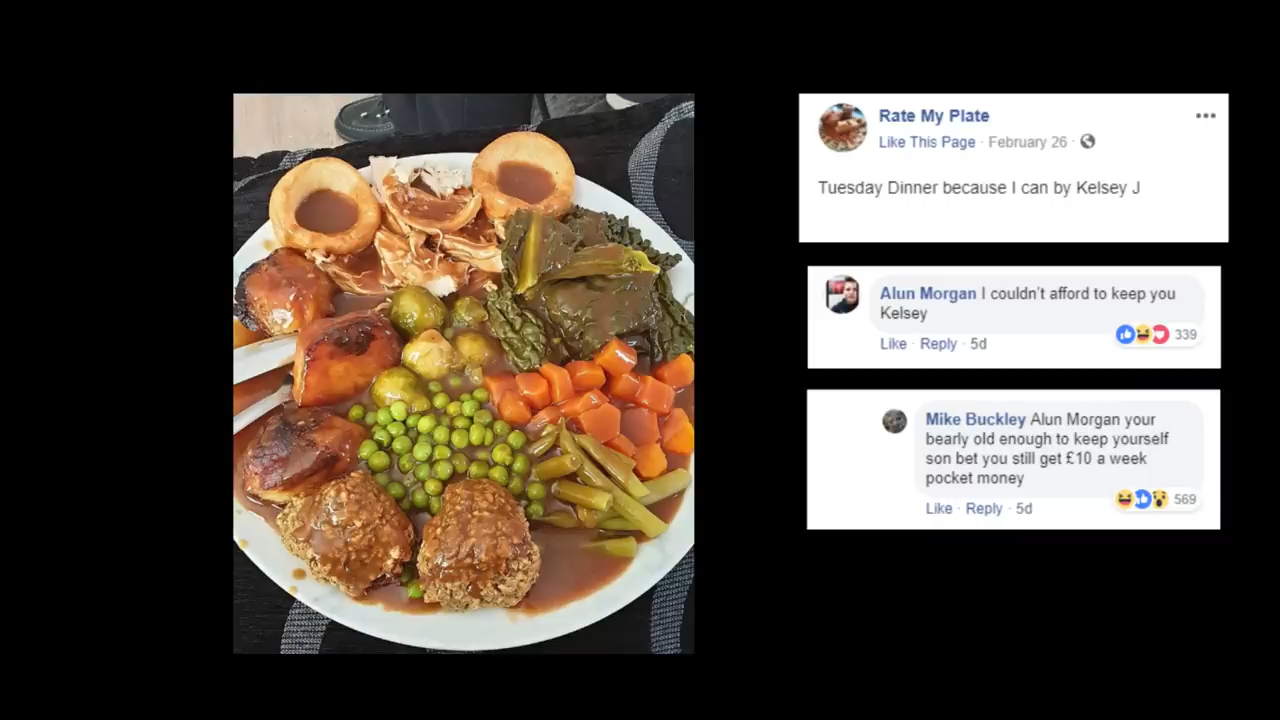 Rate My Plate
Like This Page · February 26 ·
Tuesday Dinner because I can by Kelsey J
Alun Morgan I couldn't afford to keep you
Kelsey
339
Like · Reply · 5d
Mike Buckley Alun Morgan your
bearly old enough to keep yourself
son bet you still get £10 a week
pocket money
569
Like · Reply · 5d